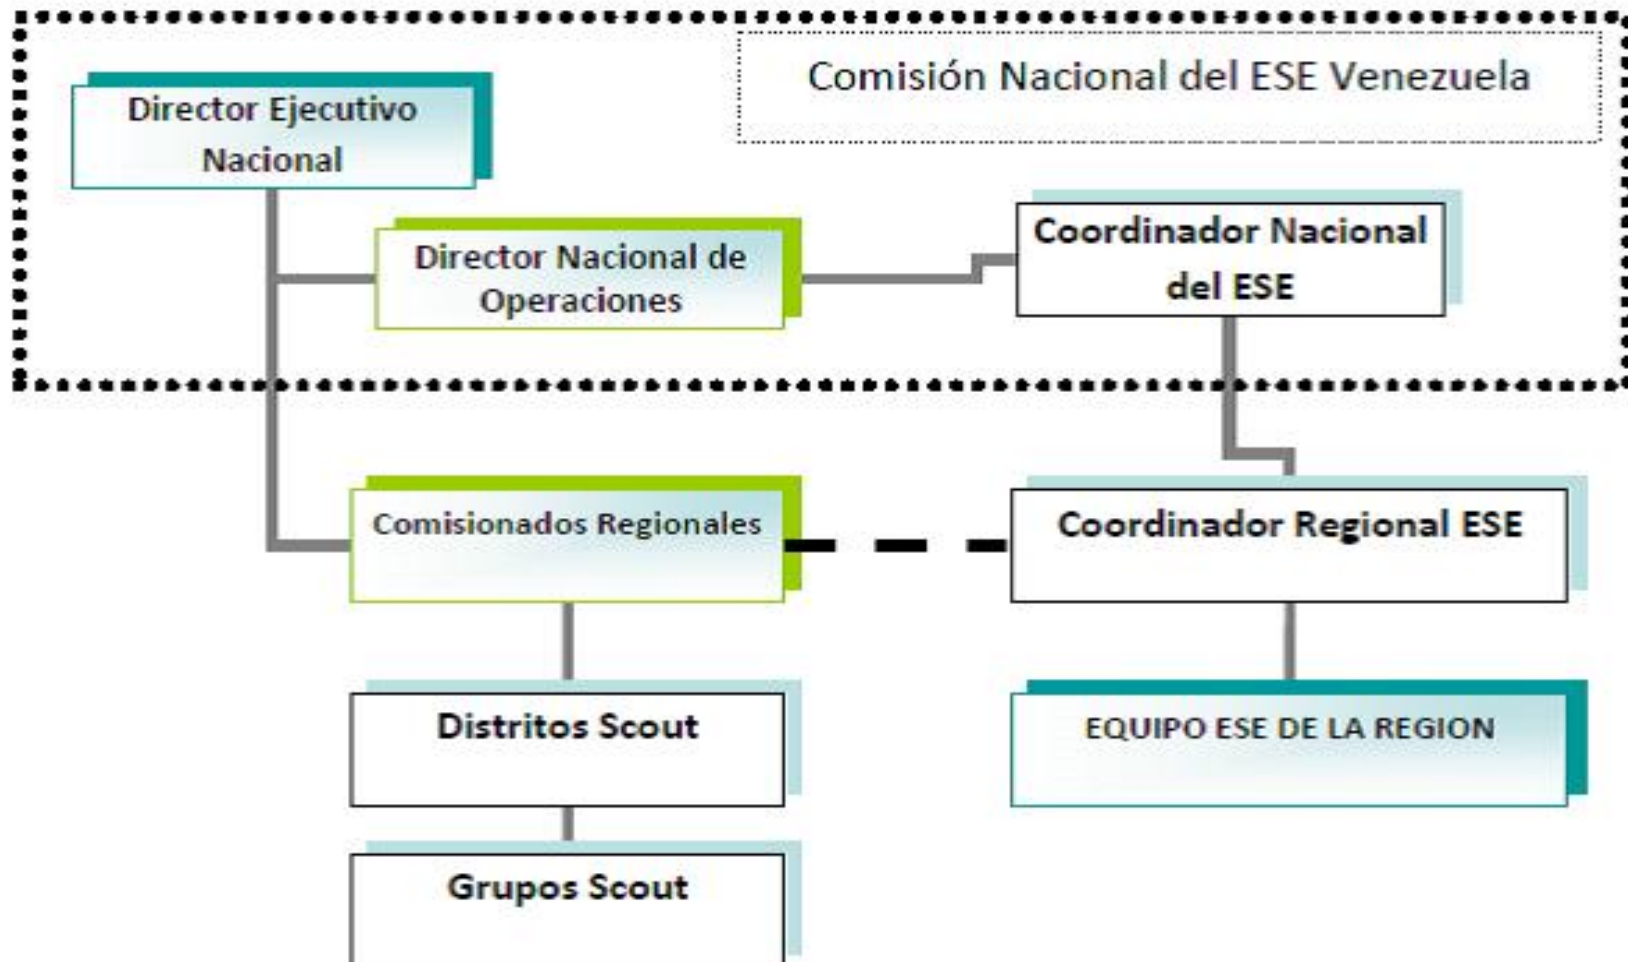 Comisión Nacional del ESE Venezuela
Director Ejecutivo
Nacional
Director Nacional de
Operaciones
Coordinador Nacional
del ESE
Comisionados Regionales
Coordinador Regional ESE
Distritos Scout
EQUIPO ESE DE LA REGION
Grupos Scout